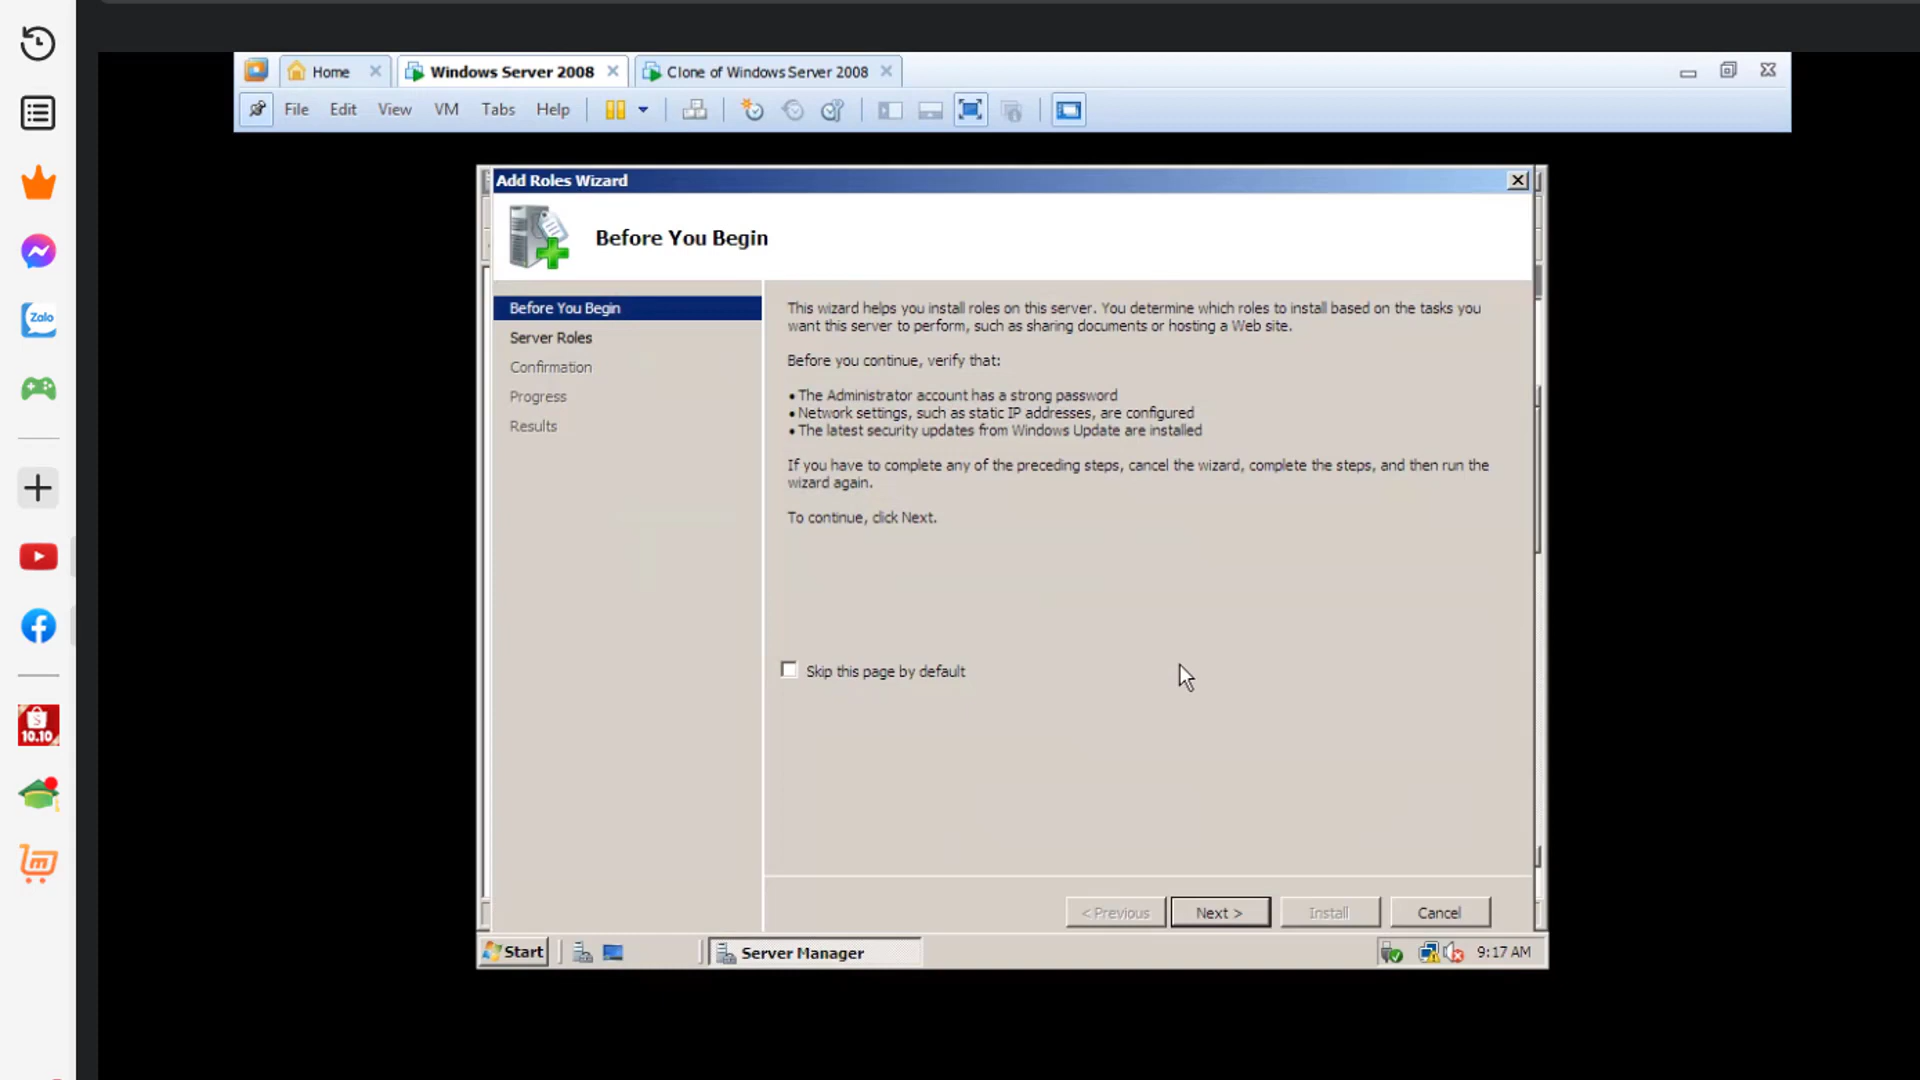 Home
Windows Server 2008
Clone of Windows Server 2008
File Edit View VM Tabs Help
Add Roles Wizard
Before You Begin
Before You Begin
Server Roles
Confirmation
Progress
Results
This wizard helps you install roles on this server. You determine which roles to install based on the tasks you
want this server to perform, such as sharing documents or hosting a Web site.
Before you continue, verify that:
• The Administrator account has a strong password
• Network settings, such as static IP addresses, are configured
• The latest security updates from Windows Update are installed
If you have to complete any of the preceding steps, cancel the wizard, complete the steps, and then run the
wizard again.
To continue, click Next.
Skip this page by default
< Previous
Next >
Install
Cancel
Start
Server Manager
9:17 AM
Zalo
10.10